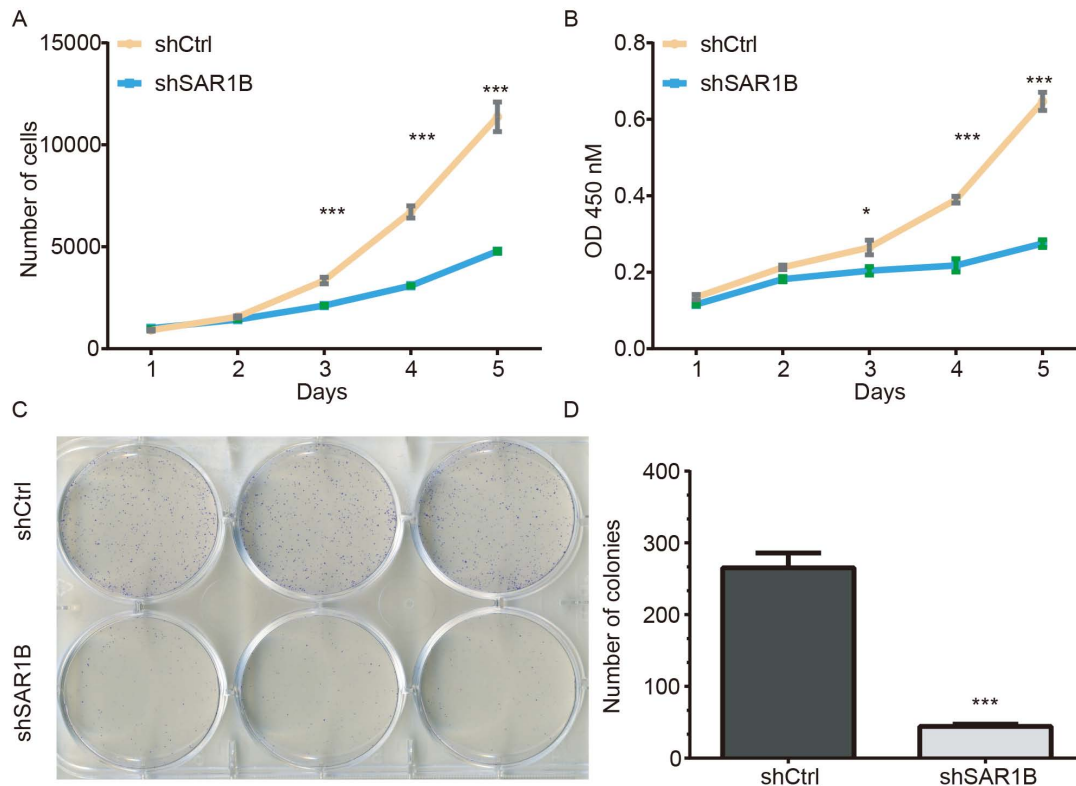 A
15000
10000
5000
0
Number of cells
shCtrl
shSAR1B
***
***
***
1 2 3 4 5
Days
B
0.8
0.6
0.4
0.2
0.0
OD 450 nM
shCtrl
shSAR1B
*
***
***
1 2 3 4 5
Days
C
shCtrl
shSAR1B
D
400
300
200
100
0
Number of colonies
***
shCtrl shSAR1B